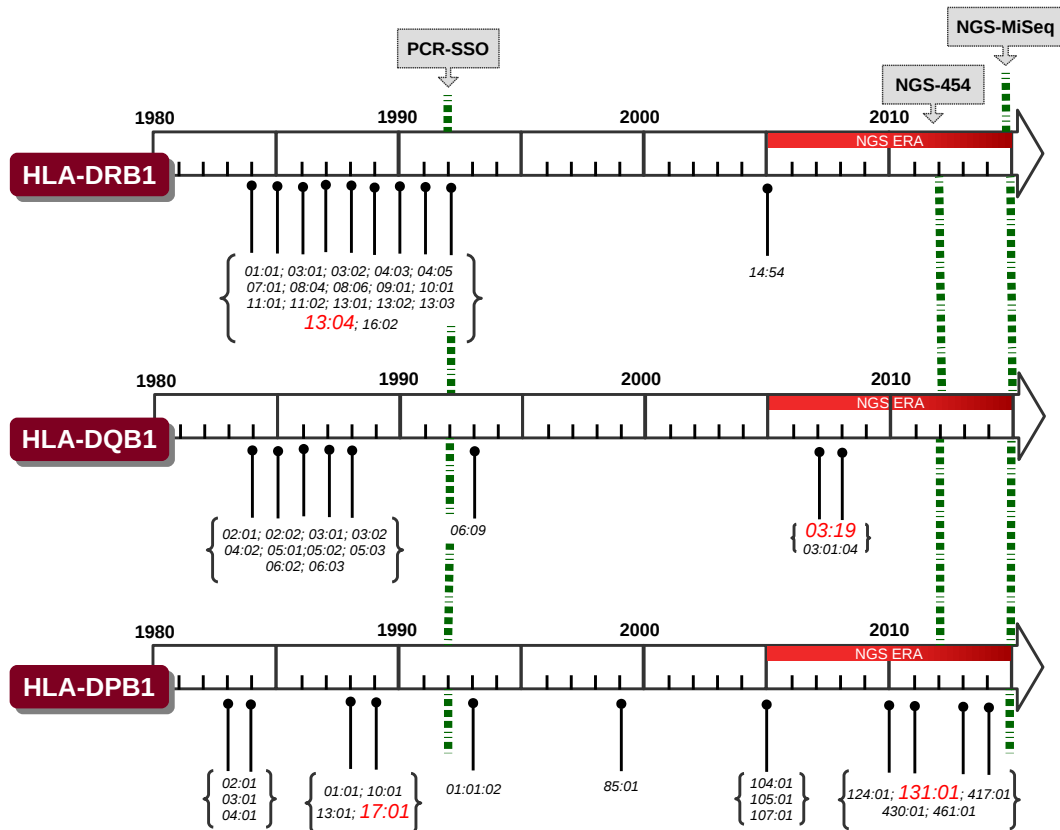 NGS-MiSeq
PCR-SSO
NGS-454
1980 1990 2000 2010
NGS ERA
HLA-DRB1
01:01; 03:01; 03:02; 04:03; 04:05
07:01; 08:04; 08:06; 09:01; 10:01
11:01; 11:02; 13:01; 13:02; 13:03
13:04; 16:02
14:54
1980 1990 2000 2010
NGS ERA
HLA-DQB1
02:01; 02:02; 03:01; 03:02
04:02; 05:01;05:02; 05:03
06:02; 06:03
06:09
03:19
03:01:04
1980 1990 2000 2010
NGS ERA
HLA-DPB1
02:01
03:01
04:01
01:01; 10:01
13:01; 17:01
01:01:02
85:01
104:01
105:01
107:01
124:01; 131:01; 417:01
430:01; 461:01